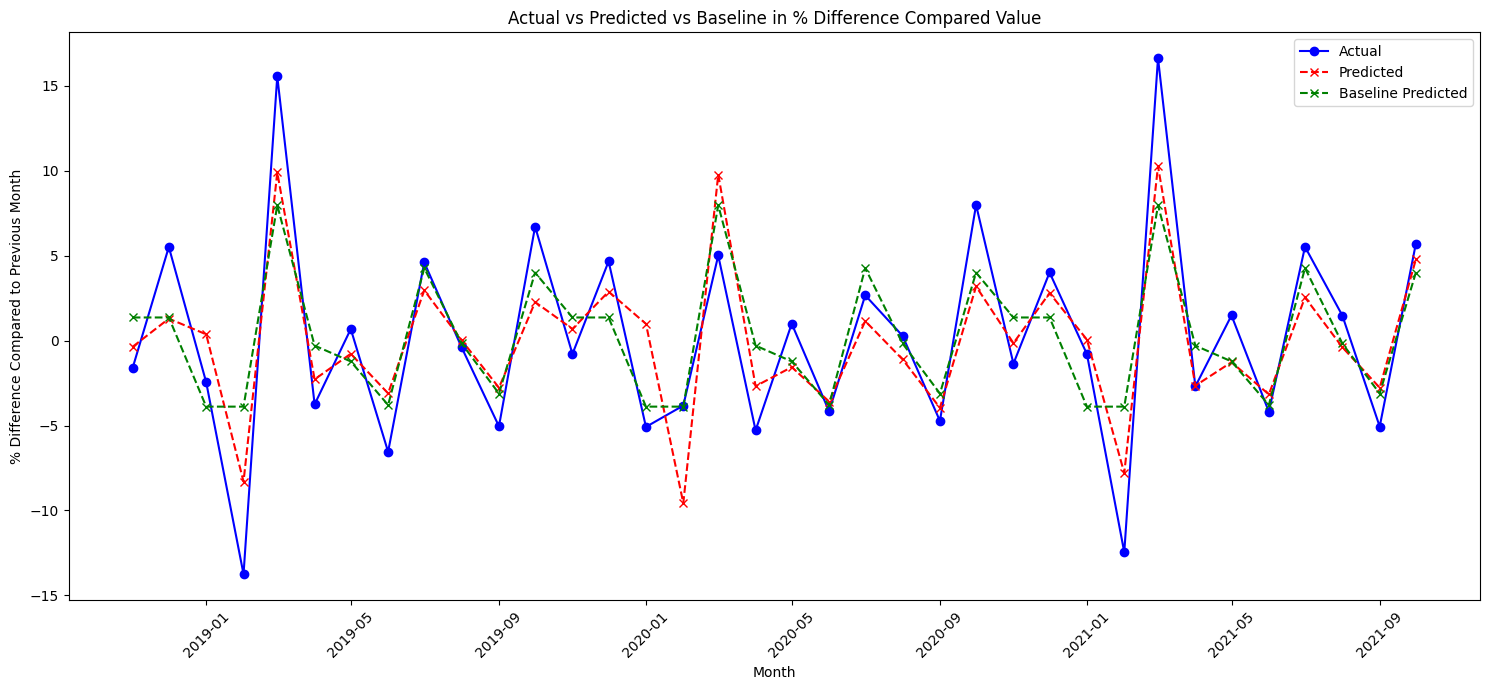 Actual vs Predicted vs Baseline in % Difference Compared Value
Actual
Predicted
Baseline Predicted
% Difference Compared to Previous Month
15
10
5
0
−5
−10
−15
2019-01
2019-05
2019-09
2020-01
2020-05
2020-09
2021-01
2021-05
2021-09
Month